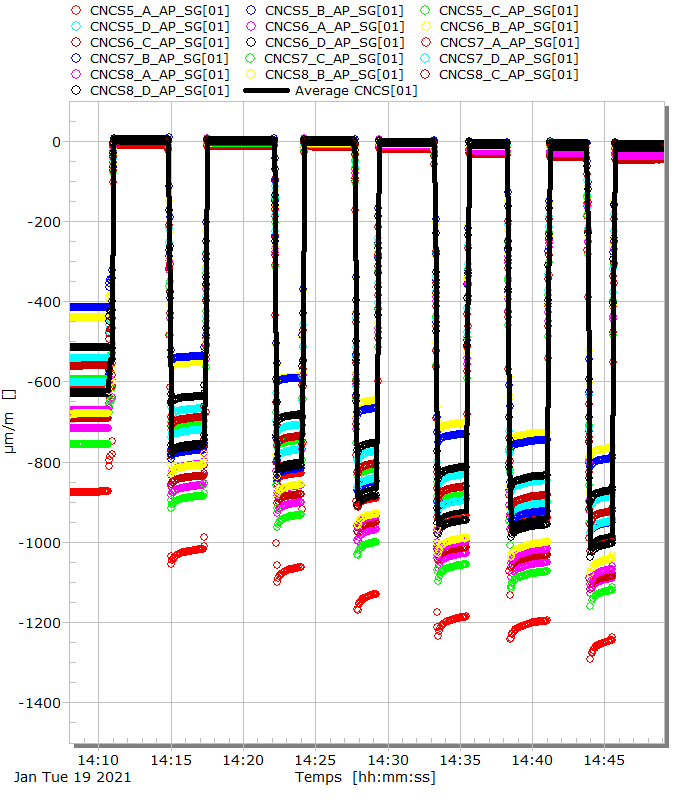 CNCS5_A_AP_SG[01] CNCS5_B_AP_SG[01] CNCS5_C_AP_SG[01]
CNCS5_D_AP_SG[01] CNCS6_A_AP_SG[01] CNCS6_B_AP_SG[01]
CNCS6_C_AP_SG[01] CNCS6_D_AP_SG[01] CNCS7_A_AP_SG[01]
CNCS7_B_AP_SG[01] CNCS7_C_AP_SG[01] CNCS7_D_AP_SG[01]
CNCS8_A_AP_SG[01] CNCS8_B_AP_SG[01] CNCS8_C_AP_SG[01]
CNCS8_D_AP_SG[01] Average CNCS[01]
0
-200
-400
-600
-800
-1000
-1200
-1400
µm/m []
14:10 14:15 14:20 14:25 14:30 14:35 14:40 14:45
Jan Tue 19 2021 Temps [hh:mm:ss]